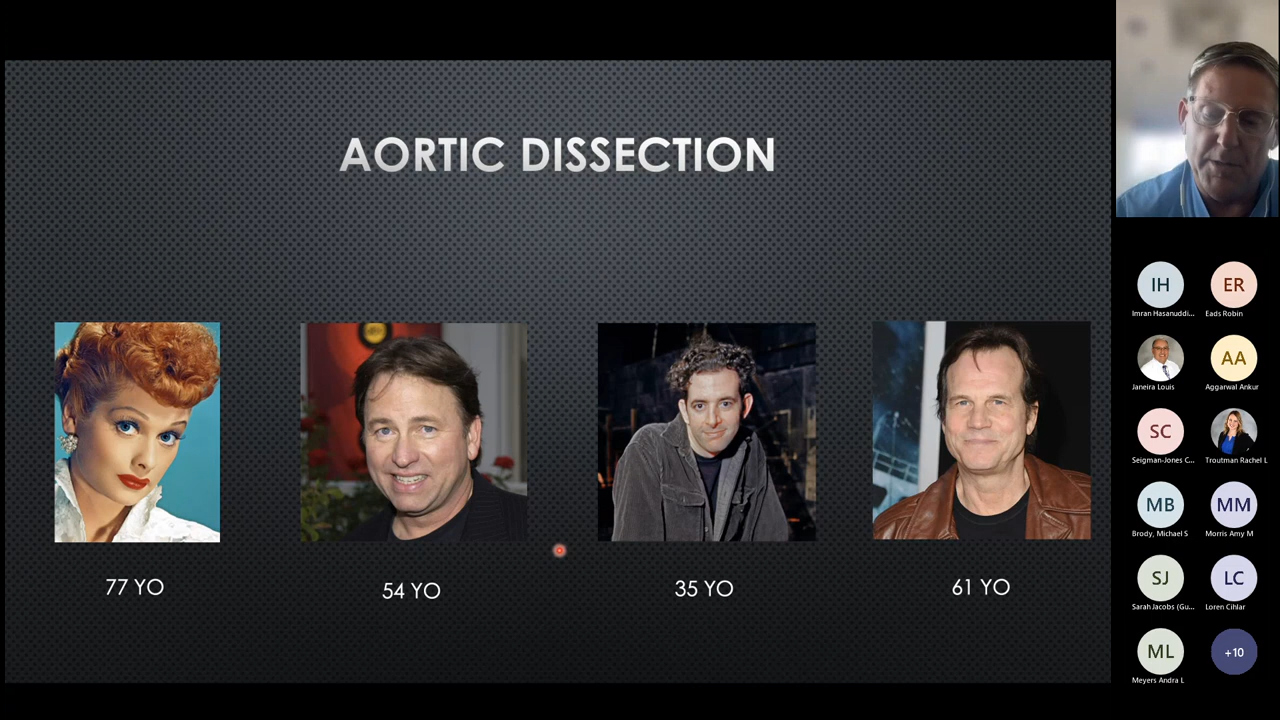 AORTIC DISSECTION
77 YO
54 YO
35 YO
61 YO
IH
ER
Imran Hasanuddi...
Eads Robin
AA
Janeira Louis
Aggarwal Ankur
SC
Seigman-Jones C...
Troutman Rachel L
MB
MM
Brody, Michael S
Morris Amy M
SJ
LC
Sarah Jacobs (Gu...
Loren Cihlar
ML
+10
Meyers Andra L